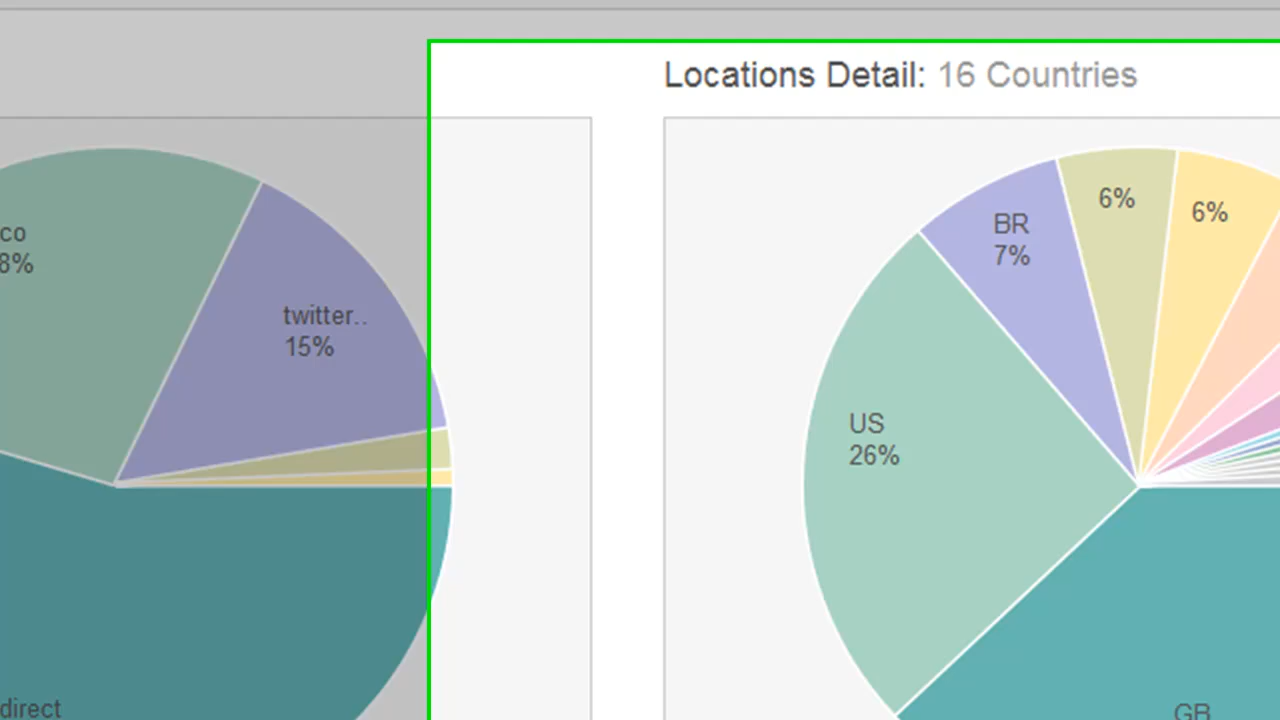 Locations Detail: 16 Countries
co
8%
twitter..
15%
direct
BR
7%
6%
6%
US
26%
GB